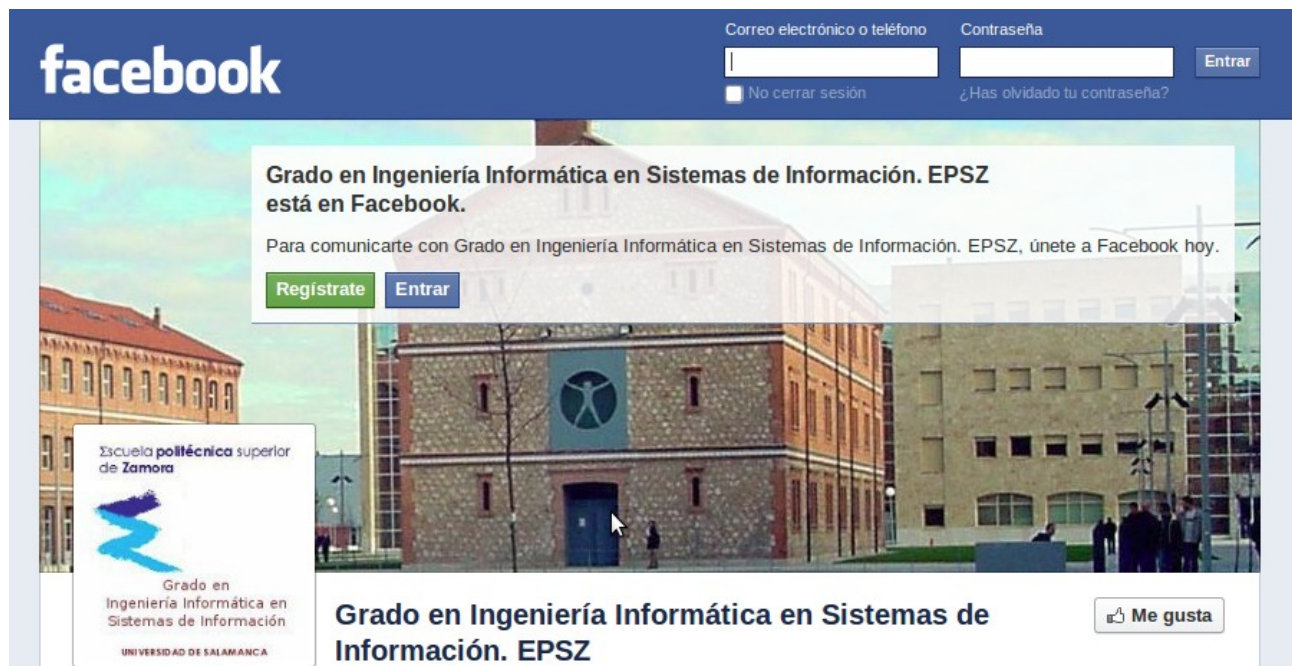 facebook
Correo electrónico o teléfono
Contraseña
Entrar
No cerrar sesión
¿Has olvidado tu contraseña?
Grado en Ingeniería Informática en Sistemas de Información. EPSZ
está en Facebook.
Para comunicarte con Grado en Ingeniería Informática en Sistemas de Información. EPSZ, únete a Facebook hoy.
Regístrate
Entrar
Σscuela politécnica superior
de Zamora
Grado en
Ingeniería Informática en
Sistemas de Información
UNIVERSIDAD DE SALAMANCA
Grado en Ingeniería Informática en Sistemas de
Información. EPSZ
Me gusta